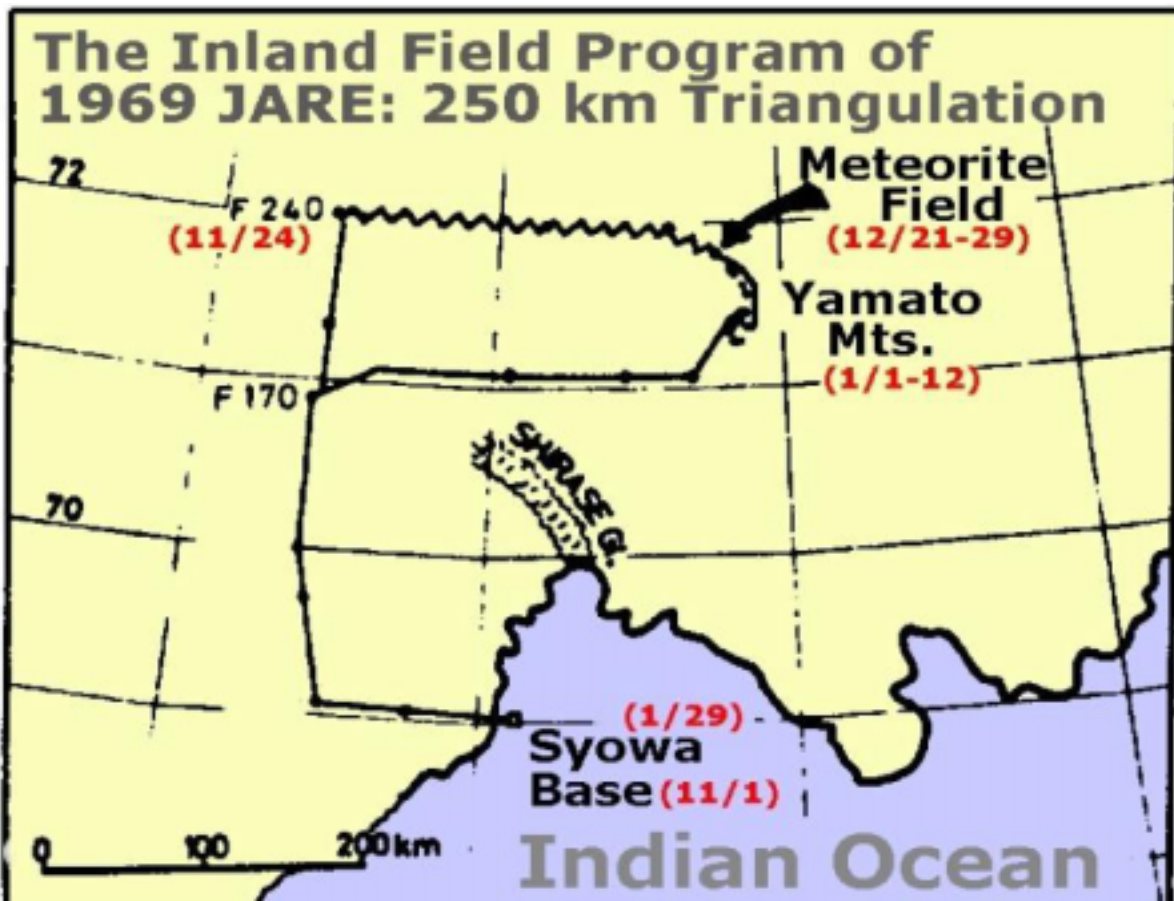 The Inland Field Program of
1969 JARE: 250 km Triangulation
72
Meteorite
Field
(12/21-29)
F 240
(11/24)
Yamato
Mts.
(1/1-12)
F 170
SHIRASE Gl.
70
(1/29)
Syowa
Base (11/1)
0 100 200 km
Indian Ocean